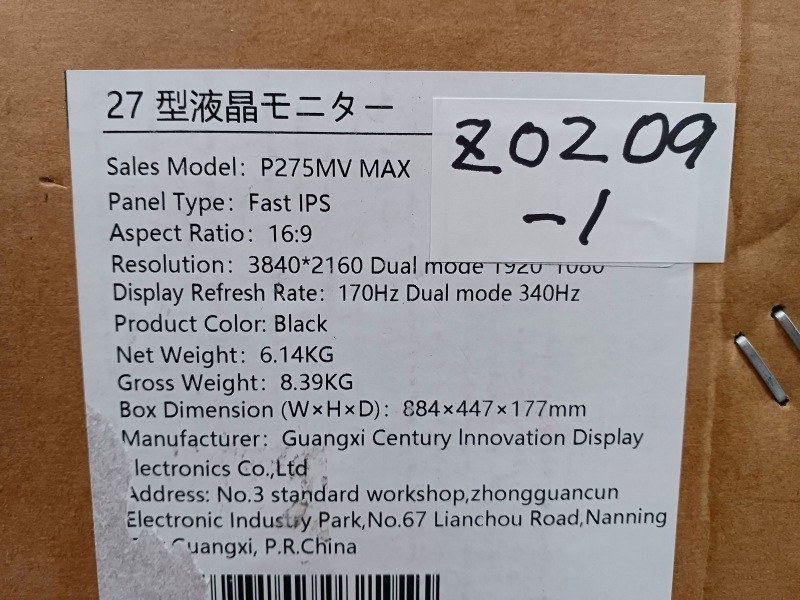 27 型液晶モニター
Z0209
-1
Sales Model: P275MV MAX
Panel Type: Fast IPS
Aspect Ratio: 16:9
Resolution: 3840*2160 Dual mode 1920*1080
Display Refresh Rate: 170Hz Dual mode 340Hz
Product Color: Black
Net Weight: 6.14KG
Gross Weight: 8.39KG
Box Dimension (W×H×D): 884×447×177mm
Manufacturer: Guangxi Century Innovation Display
lectronics Co.,Ltd
Address: No.3 standard workshop,zhongguancun
Electronic Industry Park,No.67 Lianchou Road,Nanning
Guangxi, P.R.China